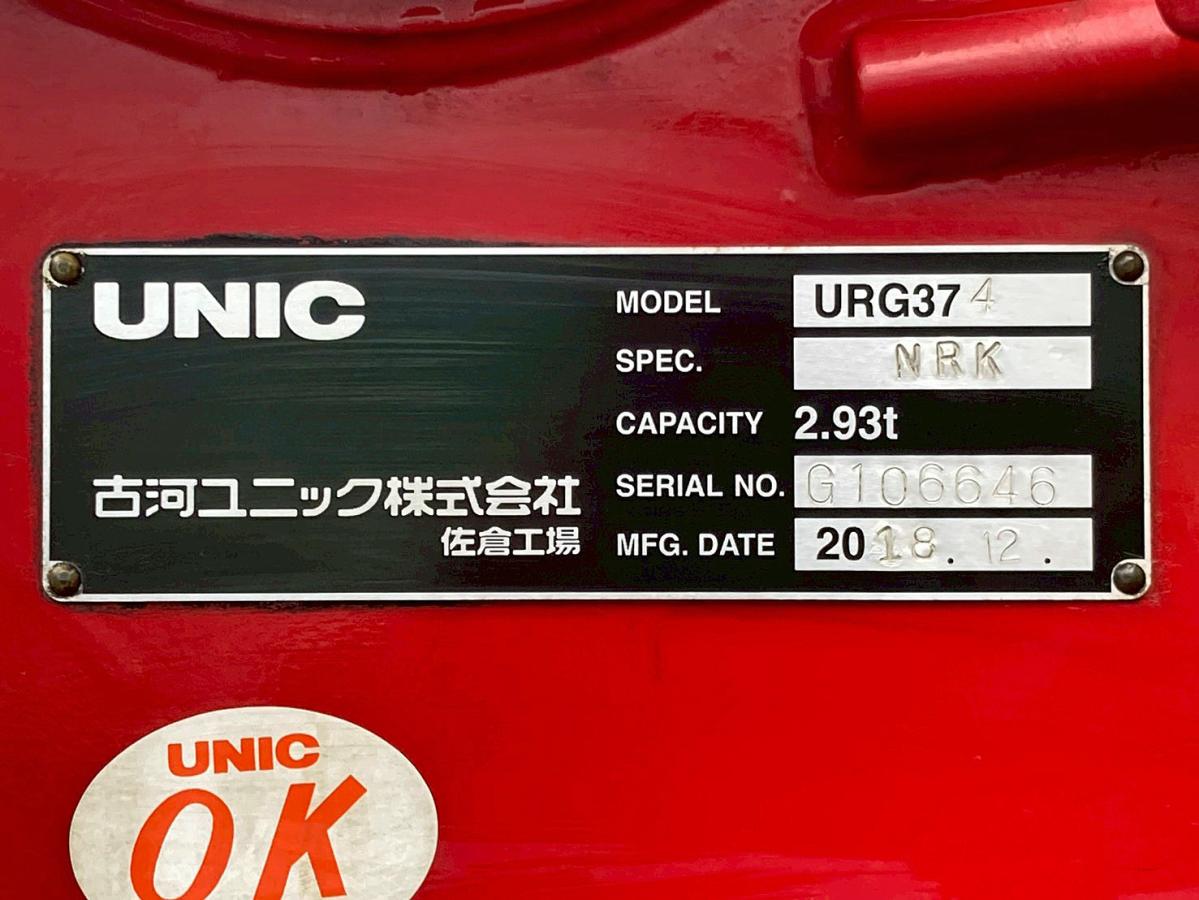 UNIC
MODEL URG374
SPEC. NRK
CAPACITY 2.93t
SERIAL NO. G106646
MFG. DATE 2018. 12 .
古河ユニック株式会社
佐倉工場
UNIC
OK